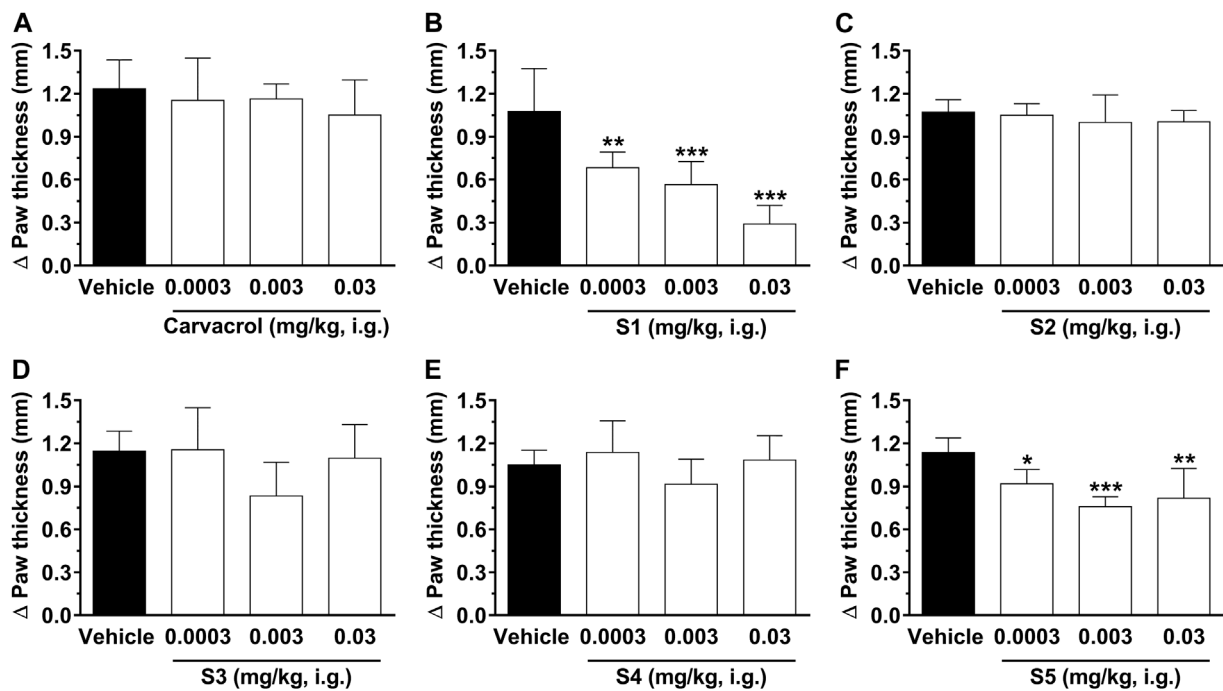 A
Δ Paw thickness (mm)
1.5
1.2
0.9
0.6
0.3
0.0
Vehicle 0.0003 0.003 0.03
Carvacrol (mg/kg, i.g.)
B
Δ Paw thickness (mm)
1.5
1.2
0.9
0.6
0.3
0.0
**
***
***
Vehicle 0.0003 0.003 0.03
S1 (mg/kg, i.g.)
C
Δ Paw thickness (mm)
1.5
1.2
0.9
0.6
0.3
0.0
Vehicle 0.0003 0.003 0.03
S2 (mg/kg, i.g.)
D
Δ Paw thickness (mm)
1.5
1.2
0.9
0.6
0.3
0.0
Vehicle 0.0003 0.003 0.03
S3 (mg/kg, i.g.)
E
Δ Paw thickness (mm)
1.5
1.2
0.9
0.6
0.3
0.0
Vehicle 0.0003 0.003 0.03
S4 (mg/kg, i.g.)
F
Δ Paw thickness (mm)
1.5
1.2
0.9
0.6
0.3
0.0
*
***
**
Vehicle 0.0003 0.003 0.03
S5 (mg/kg, i.g.)